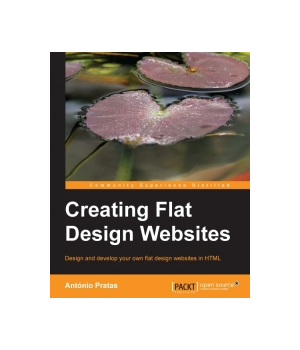 Community Experience Distilled
Creating Flat
Design Websites
Design and develop your own flat design websites in HTML
António Pratas
[PACKT] open source
PUBLISHING